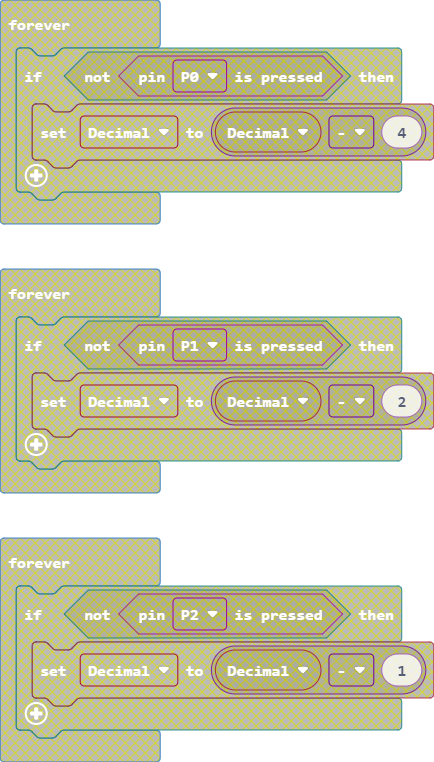 forever
if not pin P0 is pressed then
set Decimal to Decimal - 4
forever
if not pin P1 is pressed then
set Decimal to Decimal - 2
forever
if not pin P2 is pressed then
set Decimal to Decimal - 1